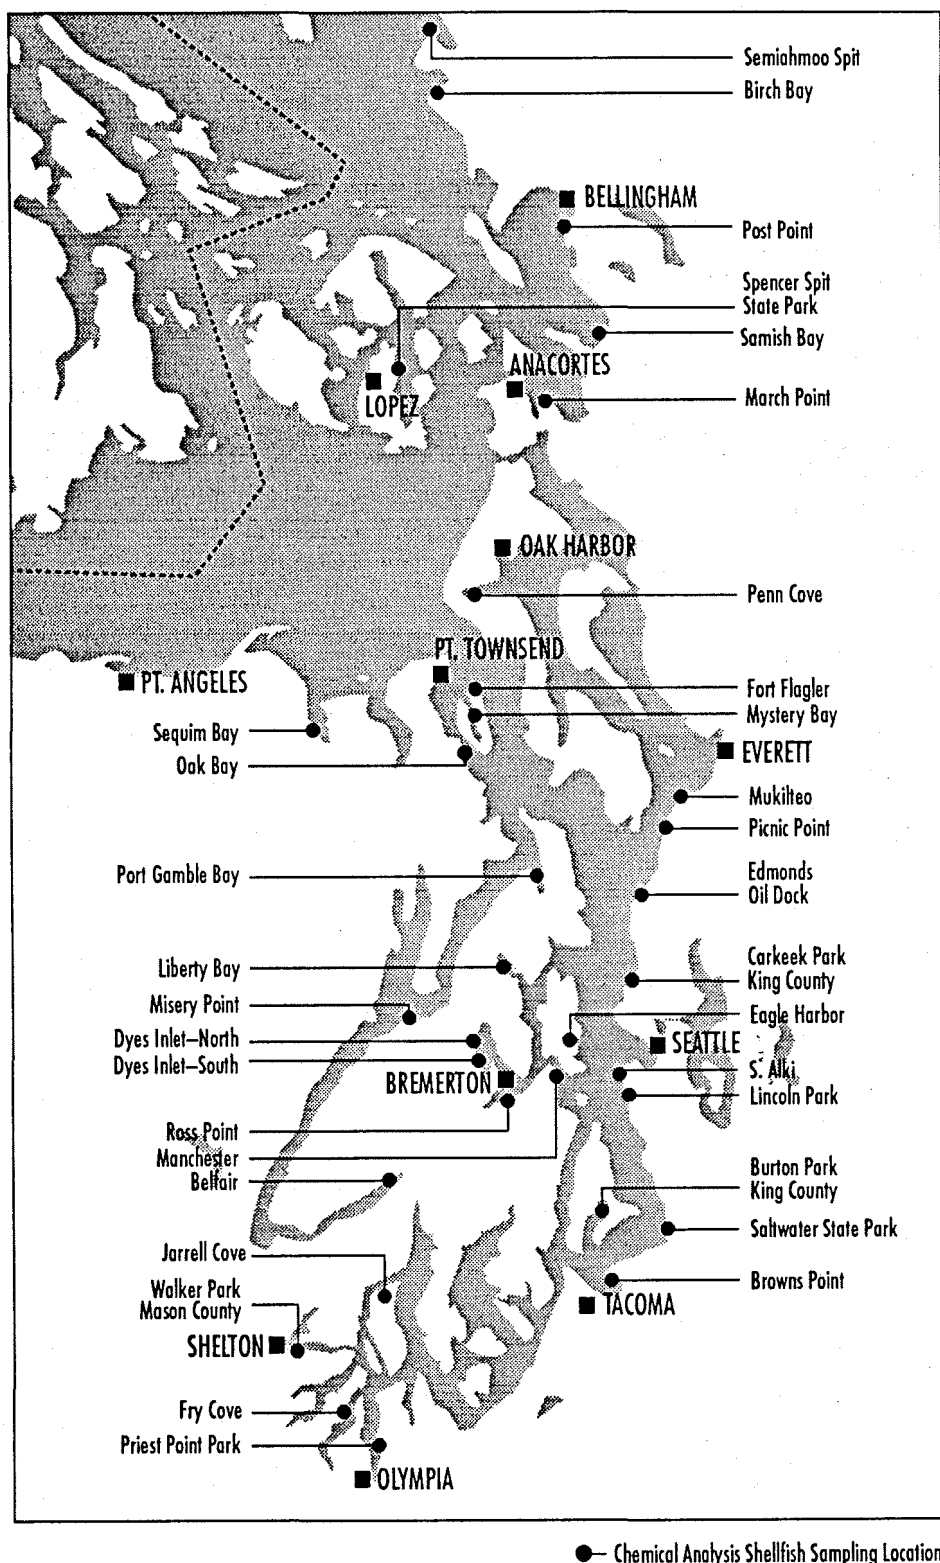 Semiahmoo Spit
Birch Bay
BELLINGHAM
Post Point
Spencer Spit
State Park
Samish Bay
ANACORTES
LOPEZ
March Point
OAK HARBOR
Penn Cove
PT. TOWNSEND
PT. ANGELES
Fort Flagler
Mystery Bay
Sequim Bay
Oak Bay
EVERETT
Mukilteo
Picnic Point
Port Gamble Bay
Edmonds
Oil Dock
Liberty Bay
Carkeek Park
King County
Misery Point
Eagle Harbor
Dyes Inlet–North
Dyes Inlet–South
SEATTLE
BREMERTON
S. Alki
Lincoln Park
Ross Point
Manchester
Belfair
Burton Park
King County
Saltwater State Park
Jarrell Cove
Walker Park
Mason County
Browns Point
TACOMA
SHELTON
Fry Cove
Priest Point Park
OLYMPIA
Chemical Analysis Shellfish Sampling Location